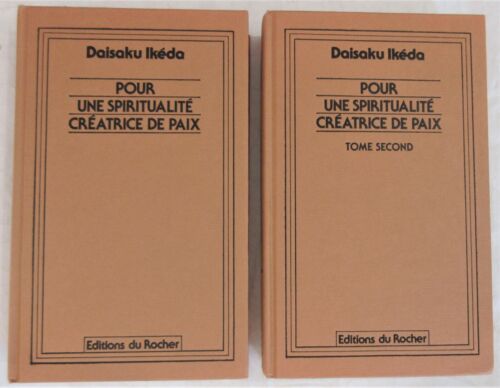 Daisaku Ikéda
POUR
UNE SPIRITUALITÉ
CRÉATRICE DE PAIX
Editions du Rocher
Daisaku Ikéda
POUR
UNE SPIRITUALITÉ
CRÉATRICE DE PAIX
TOME SECOND
Editions du Rocher